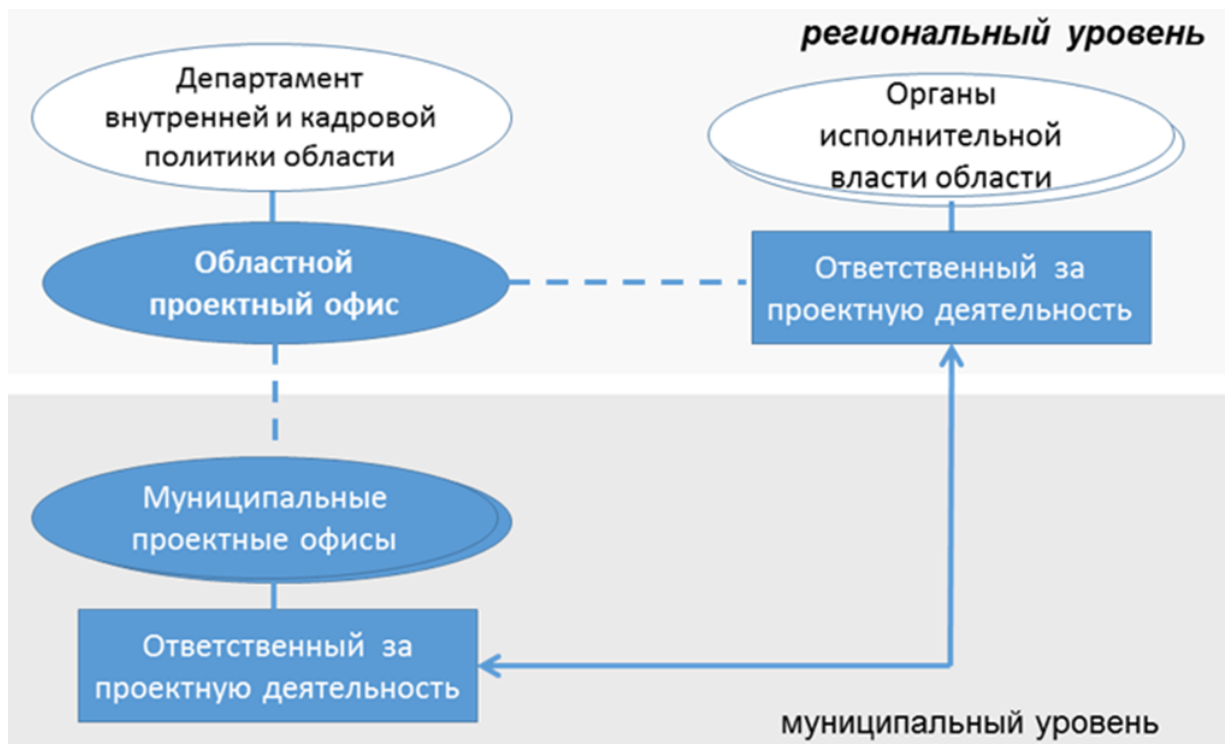 региональный уровень
Департамент
внутренней и кадровой
политики области
Органы
исполнительной
власти области
Областной
проектный офис
Ответственный за
проектную деятельность
Муниципальные
проектные офисы
Ответственный за
проектную деятельность
муниципальный уровень